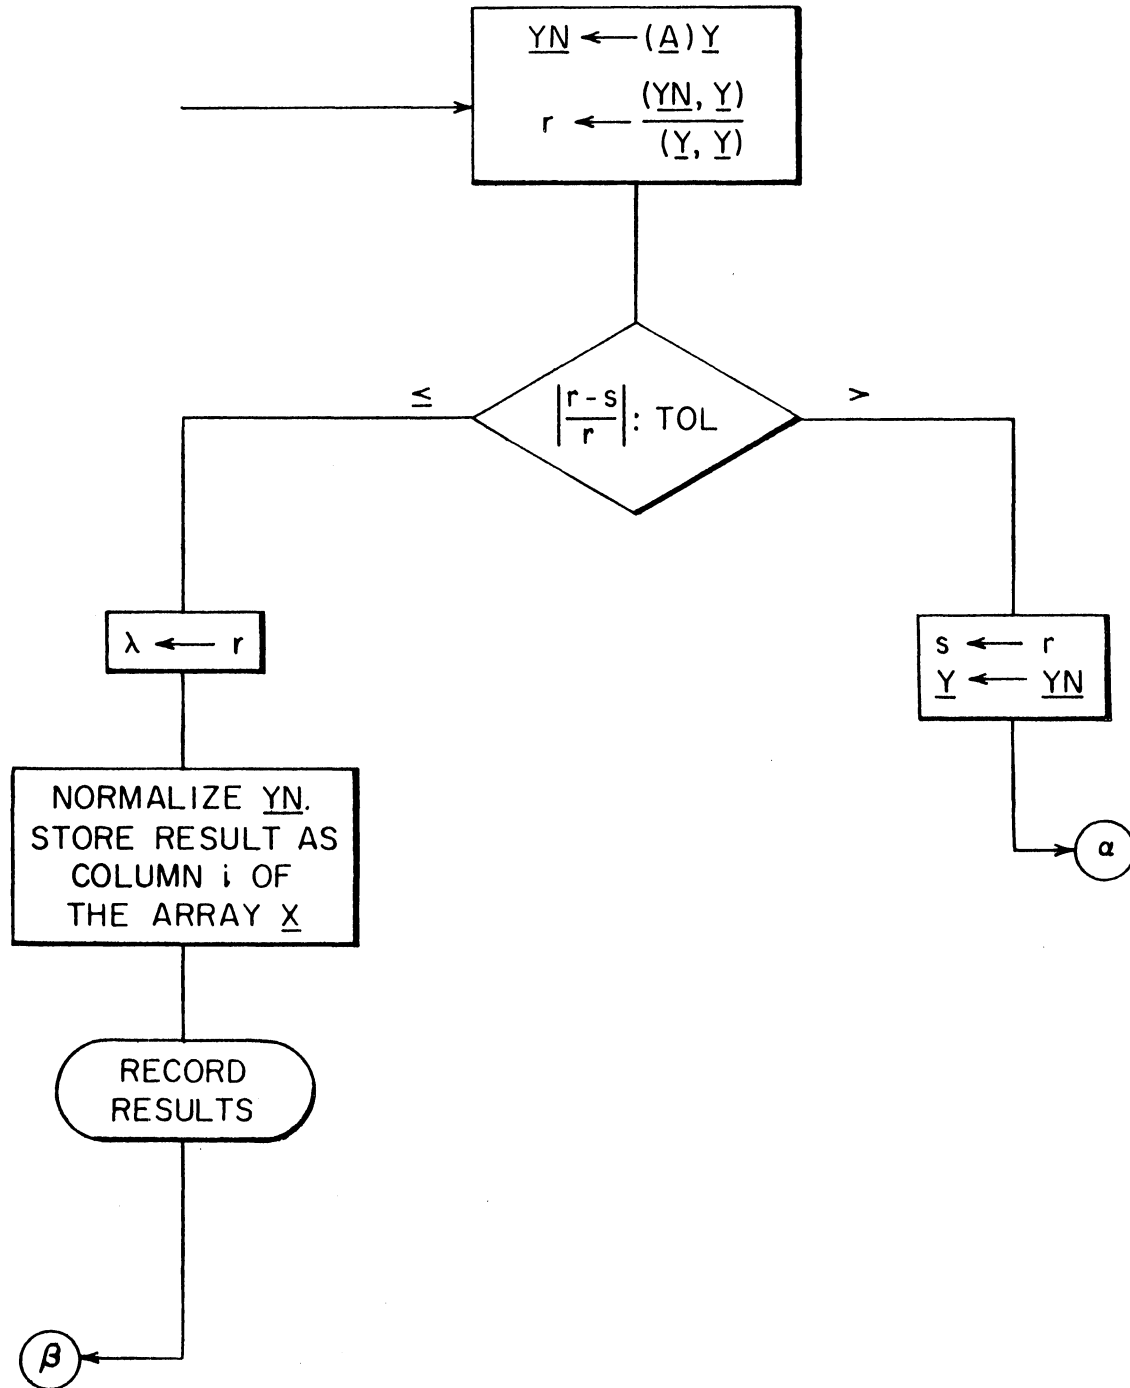 YN ← (A) Y
r ← (YN, Y)
(Y, Y)
≤
|r - s / r| : TOL
>
λ ← r
s ← r
Y ← YN
NORMALIZE YN.
STORE RESULT AS
COLUMN i OF
THE ARRAY X
α
RECORD
RESULTS
β